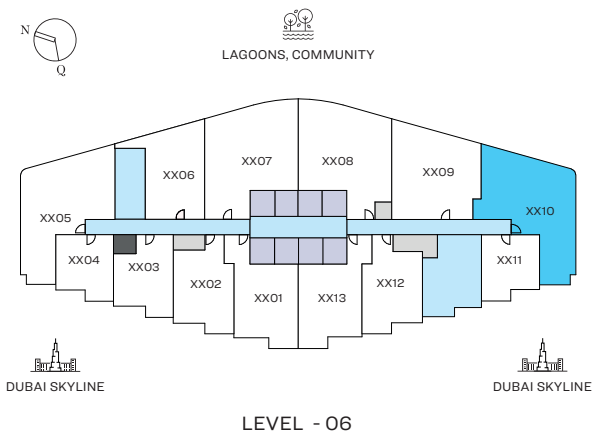 N
Q
LAGOONS, COMMUNITY
XX07
XX08
XX06
XX09
XX05
XX10
XX04
XX03
XX02
XX01
XX13
XX12
XX11
DUBAI SKYLINE
DUBAI SKYLINE
LEVEL - 06